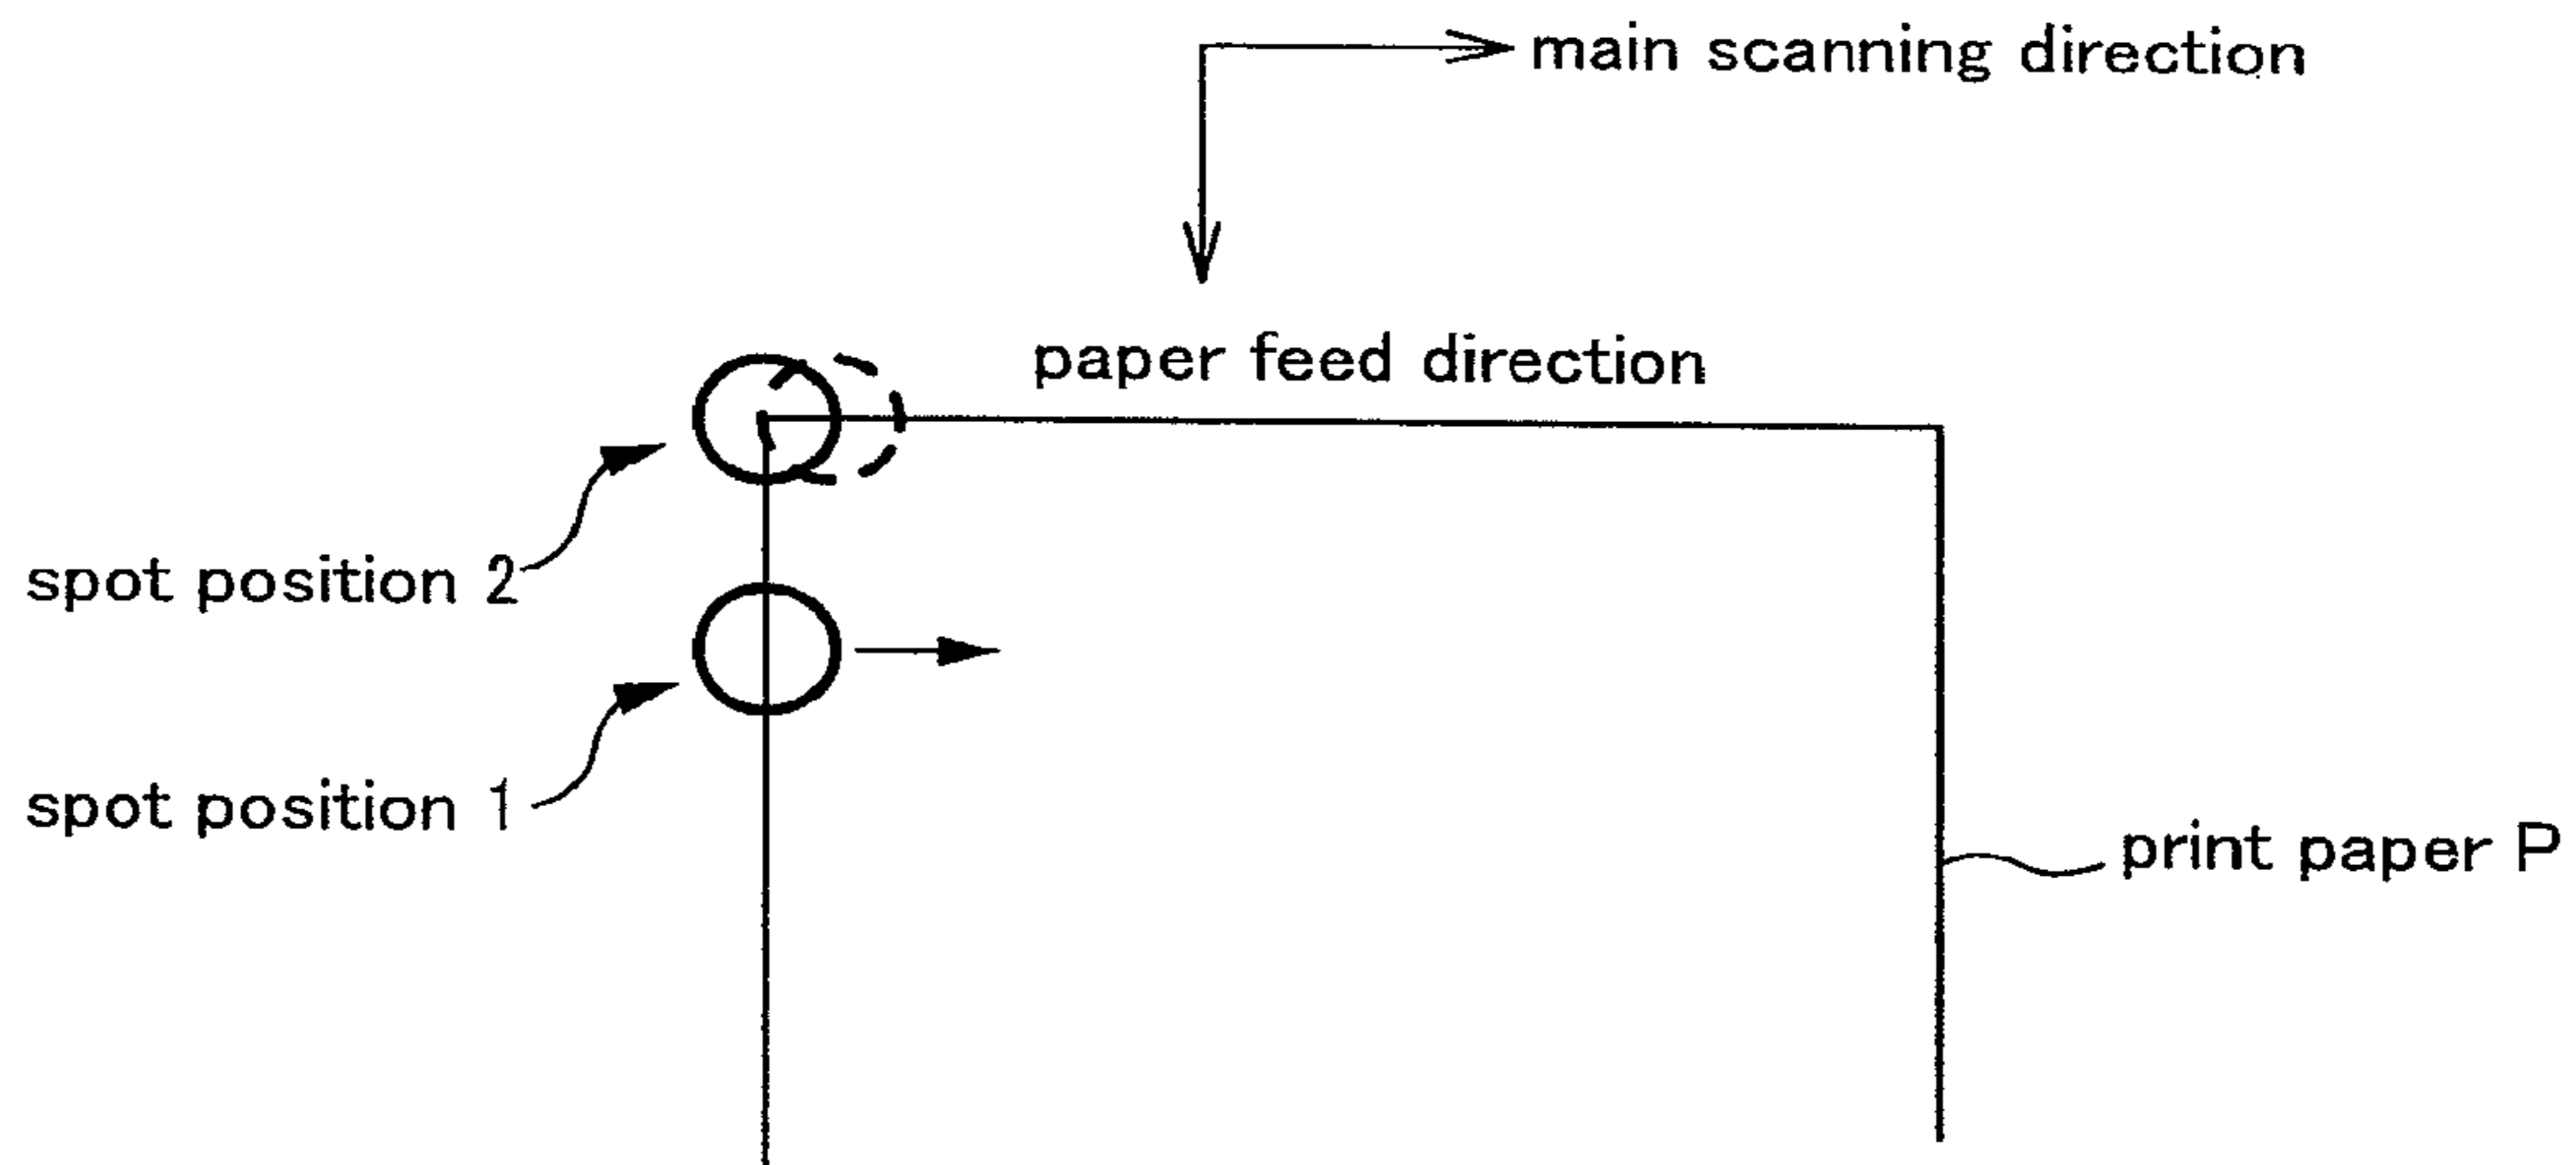 main scanning direction
paper feed direction
spot position 2
spot position 1
print paper P